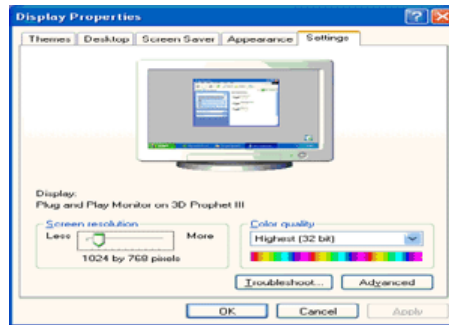 Display Properties
Themes Desktop Screen Saver Appearance Settings
Display:
Plug and Play Monitor on 3D Prophet III
Screen resolution
Less More
1024 by 768 pixels
Color quality
Highest (32 bit)
Troubleshoot... Advanced
OK Cancel Apply